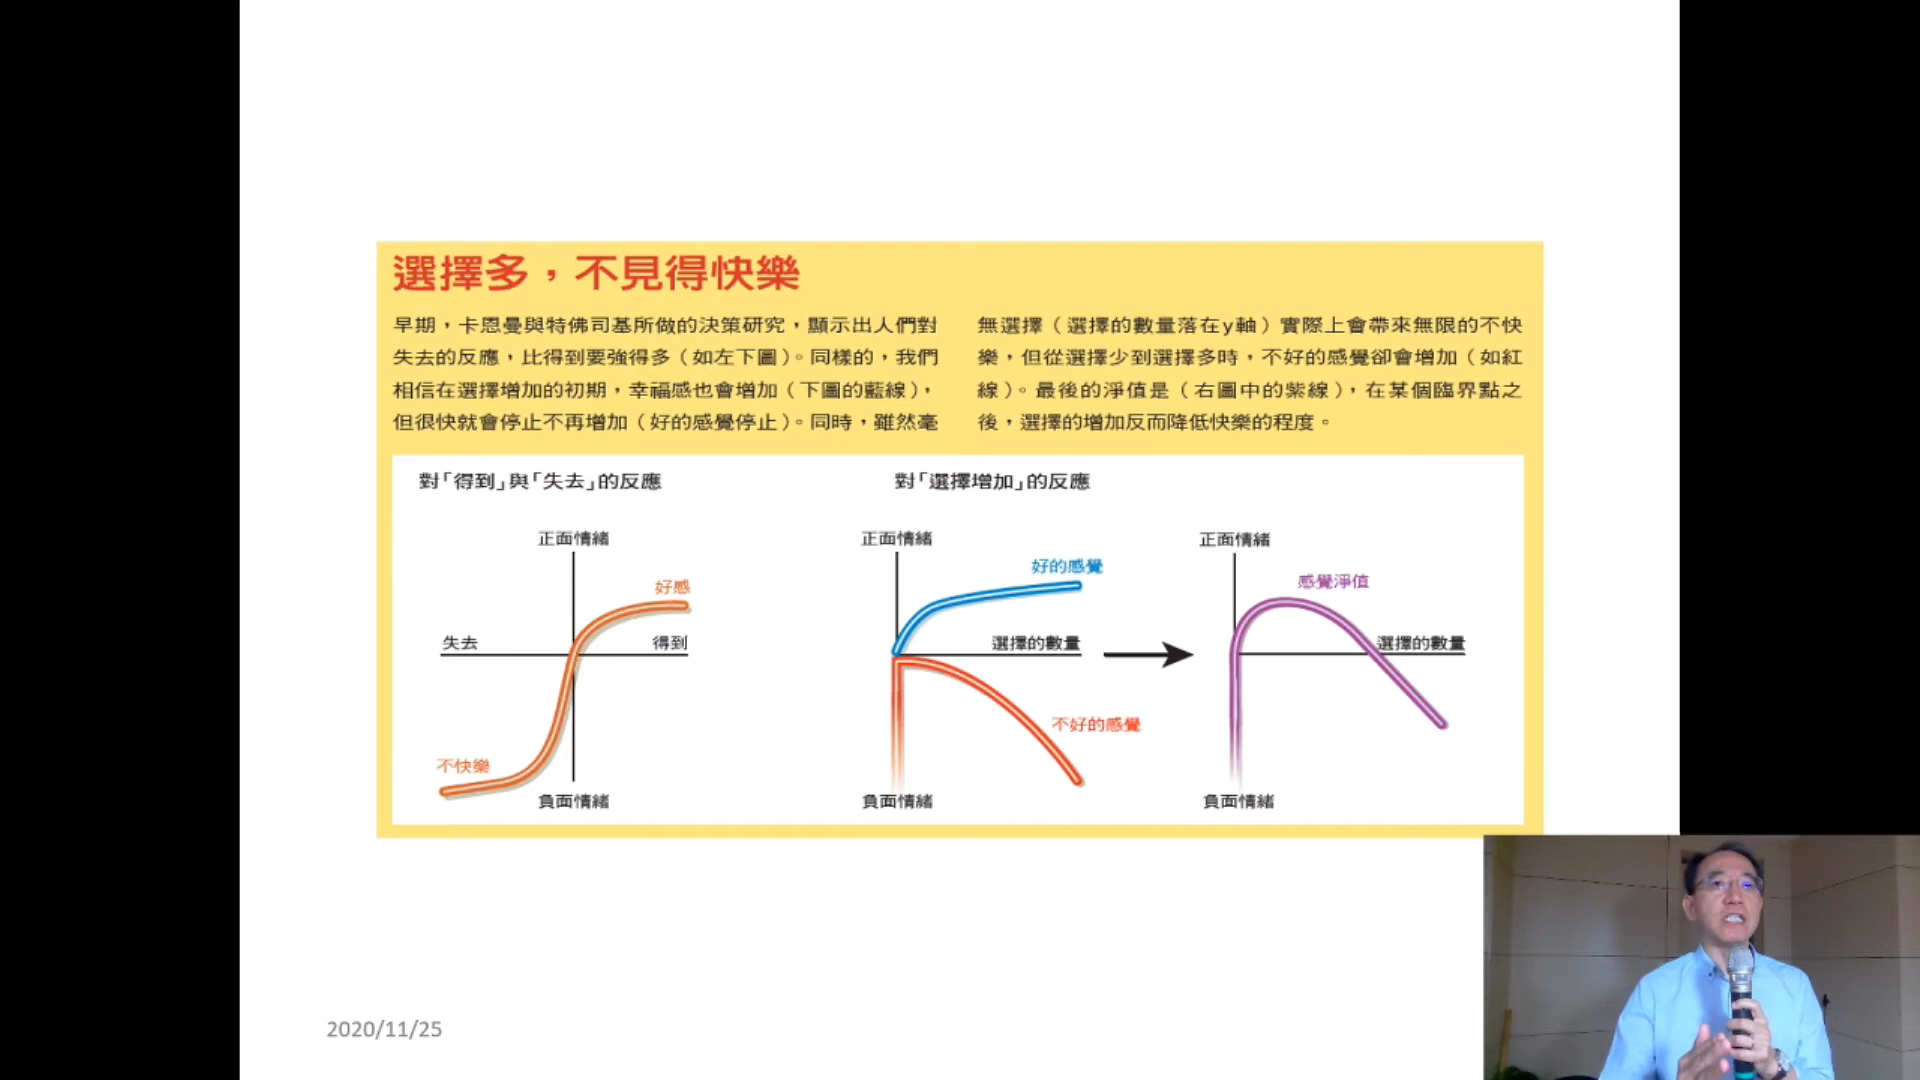 選擇多，不見得快樂
早期，卡恩曼與特佛司基所做的決策研究，顯示出人們對
失去的反應，比得到要強得多（如左下圖）。同樣的，我們
相信在選擇增加的初期，幸福感也會增加（下圖的藍線），
但很快就會停止不再增加（好的感覺停止）。同時，雖然毫
無選擇（選擇的數量落在y軸）實際上會帶來無限的不快
樂，但從選擇少到選擇多時，不好的感覺卻會增加（如紅
線）。最後的淨值是（右圖中的紫線），在某個臨界點之
後，選擇的增加反而降低快樂的程度。
對「得到」與「失去」的反應
正面情緒
好感
失去
得到
不快樂
負面情緒
對「選擇增加」的反應
正面情緒
好的感覺
選擇的數量
不好的感覺
負面情緒
正面情緒
感覺淨值
選擇的數量
負面情緒
2020/11/25